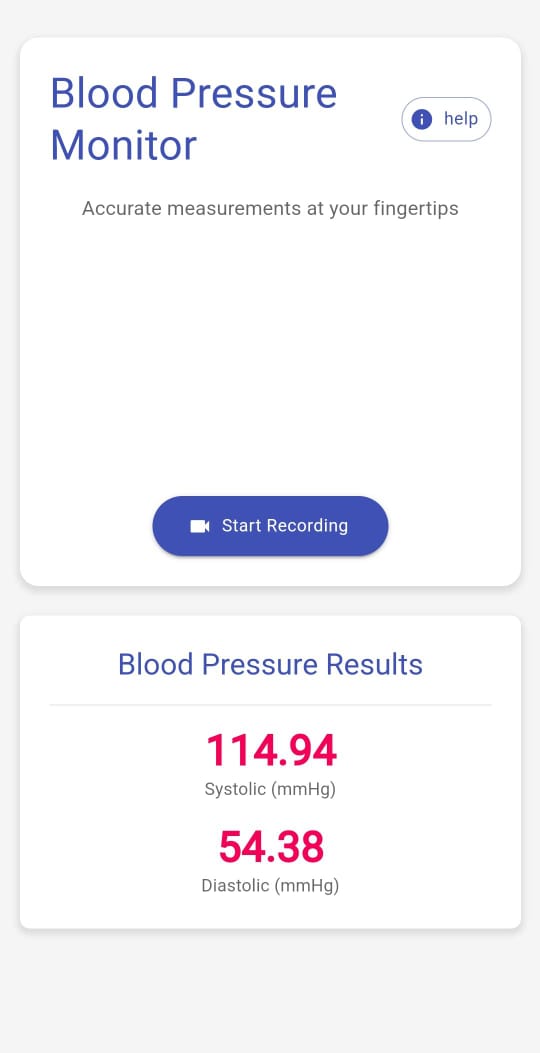 Blood Pressure
Monitor
help
Accurate measurements at your fingertips
Start Recording
Blood Pressure Results
114.94
Systolic (mmHg)
54.38
Diastolic (mmHg)